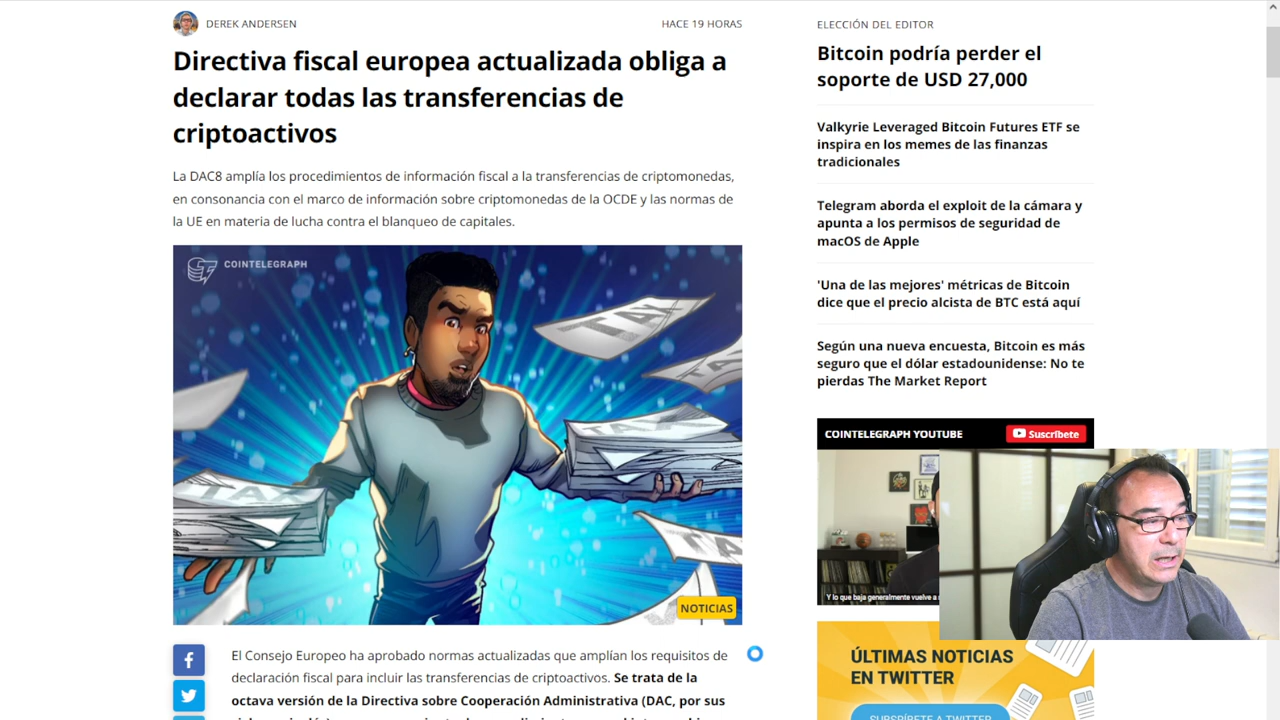 DEREK ANDERSEN
HACE 19 HORAS
Directiva fiscal europea actualizada obliga a
declarar todas las transferencias de
criptoactivos
La DAC8 amplía los procedimientos de información fiscal a la transferencias de criptomonedas,
en consonancia con el marco de información sobre criptomonedas de la OCDE y las normas de
la UE en materia de lucha contra el blanqueo de capitales.
COINTELEGRAPH
TAX
TAX
TAX
TAX
NOTICIAS
El Consejo Europeo ha aprobado normas actualizadas que amplían los requisitos de
declaración fiscal para incluir las transferencias de criptoactivos. Se trata de la
octava versión de la Directiva sobre Cooperación Administrativa (DAC, por sus
ELECCIÓN DEL EDITOR
Bitcoin podría perder el
soporte de USD 27,000
Valkyrie Leveraged Bitcoin Futures ETF se
inspira en los memes de las finanzas
tradicionales
Telegram aborda el exploit de la cámara y
apunta a los permisos de seguridad de
macOS de Apple
'Una de las mejores' métricas de Bitcoin
dice que el precio alcista de BTC está aquí
Según una nueva encuesta, Bitcoin es más
seguro que el dólar estadounidense: No te
pierdas The Market Report
COINTELEGRAPH YOUTUBE
Suscríbete
Y lo que baja generalmente vuelve a
ÚLTIMAS NOTICIAS
EN TWITTER
SUBSCRÍBETE A TWITTER